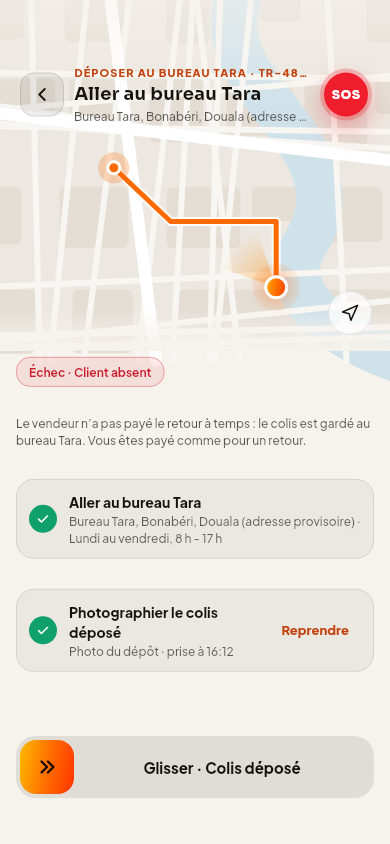 DÉPOSER AU BUREAU TARA · TR-48…
Aller au bureau Tara
Bureau Tara, Bonabéri, Douala (adresse …
SOS
Échec · Client absent
Le vendeur n'a pas payé le retour à temps : le colis est gardé au
bureau Tara. Vous êtes payé comme pour un retour.
Aller au bureau Tara
Bureau Tara, Bonabéri, Douala (adresse provisoire) ·
Lundi au vendredi, 8 h – 17 h
Photographier le colis
déposé
Photo du dépôt · prise à 16:12
Reprendre
Glisser · Colis déposé